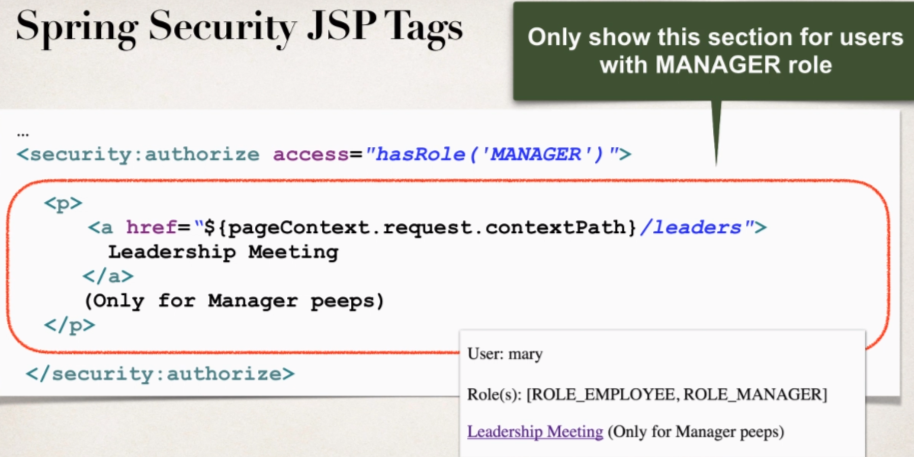 Spring Security JSP Tags
Only show this section for users
with MANAGER role
...
<security:authorize access="hasRole('MANAGER')">
<p>
<a href=“${pageContext.request.contextPath}/leaders">
Leadership Meeting
</a>
(Only for Manager peeps)
</p>
</security:authorize>
User: mary
Role(s): [ROLE_EMPLOYEE, ROLE_MANAGER]
Leadership Meeting (Only for Manager peeps)